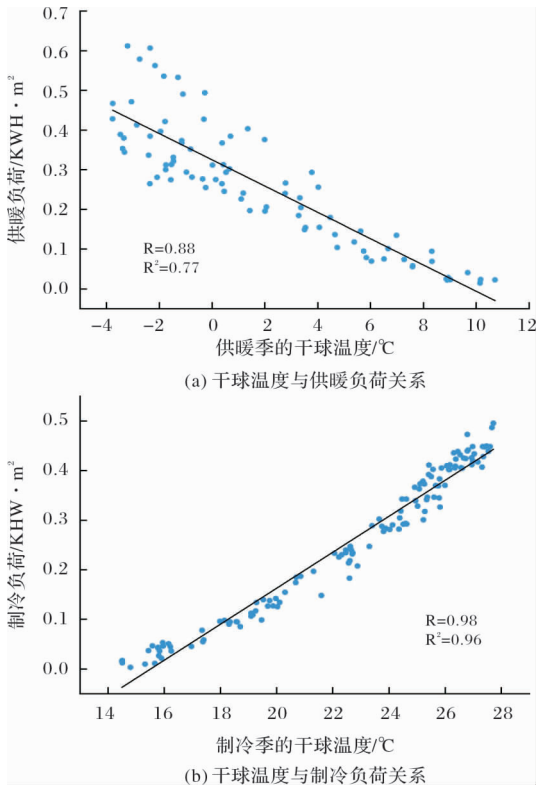 0.7
0.6
0.5
0.4
0.3
0.2
0.1
0.0
供暖负荷/KWH·m²
R=0.88
R²=0.77
−4 −2 0 2 4 6 8 10 12
供暖季的干球温度/℃
(a) 干球温度与供暖负荷关系
0.5
0.4
0.3
0.2
0.1
0.0
制冷负荷/KHW·m²
R=0.98
R²=0.96
14 16 18 20 22 24 26 28
制冷季的干球温度/℃
(b) 干球温度与制冷负荷关系